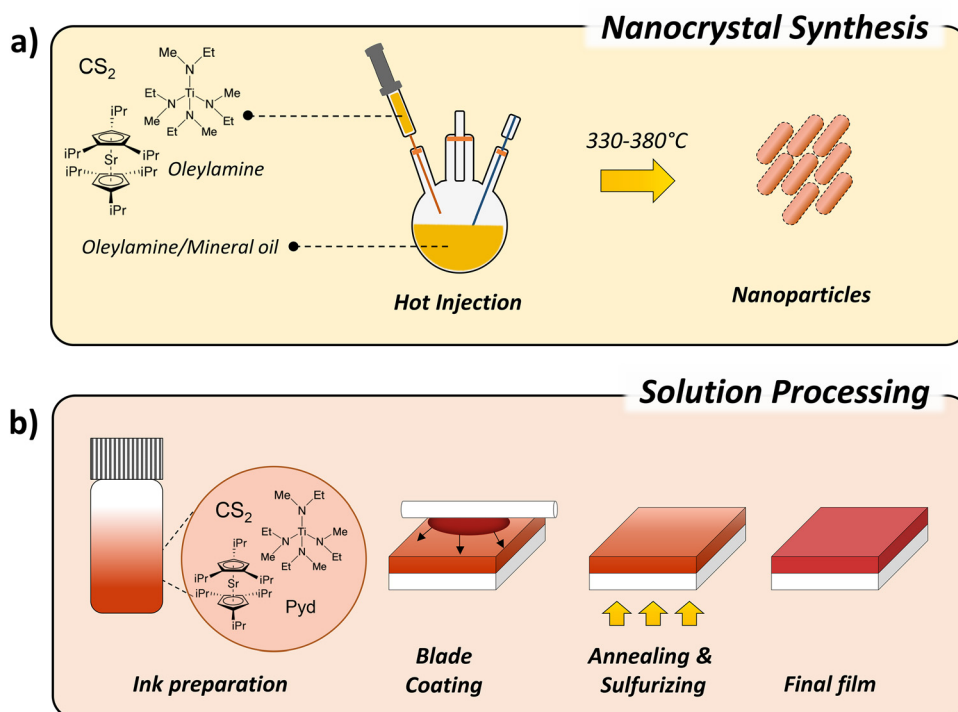 a)
Nanocrystal Synthesis
CS2
Me
Et
N
Et
Ti
Me
N
N
Me
N
Et
Et
Me
iPr
iPr
iPr
Sr
iPr
iPr
iPr
Oleylamine
Oleylamine/Mineral oil
330-380°C
Hot Injection
Nanoparticles
b)
Solution Processing
CS2
Me
Et
N
Et
Ti
Me
N
N
Me
N
Et
Et
Me
iPr
iPr
iPr
Sr
iPr
iPr
iPr
Pyd
Ink preparation
Blade
Coating
Annealing &
Sulfurizing
Final film